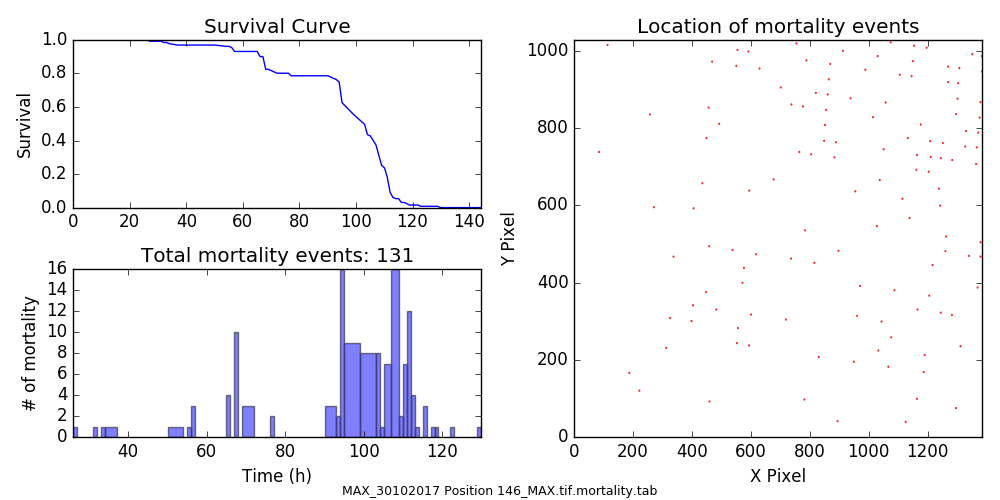 Survival Curve
Survival
1.0
0.8
0.6
0.4
0.2
0.0
0 20 40 60 80 100 120 140
Total mortality events: 131
# of mortality
16
14
12
10
8
6
4
2
0
40 60 80 100 120
Time (h)
Location of mortality events
Y Pixel
1000
800
600
400
200
0
0 200 400 600 800 1000 1200
X Pixel
MAX_30102017 Position 146_MAX.tif.mortality.tab